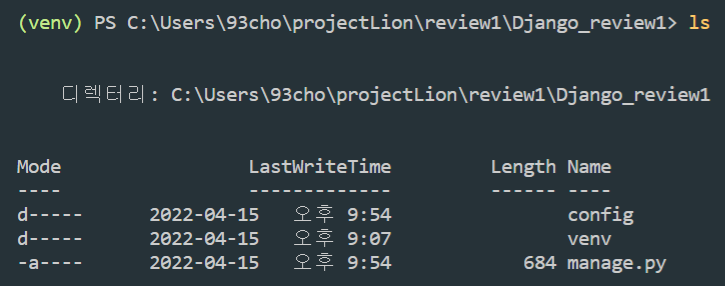 (venv) PS C:\Users\93cho\projectLion\review1\Django_review1> ls
디렉터리: C:\Users\93cho\projectLion\review1\Django_review1
Mode LastWriteTime Length Name
---- ------------- ------ ----
d----- 2022-04-15 오후 9:54 config
d----- 2022-04-15 오후 9:07 venv
-a---- 2022-04-15 오후 9:54 684 manage.py